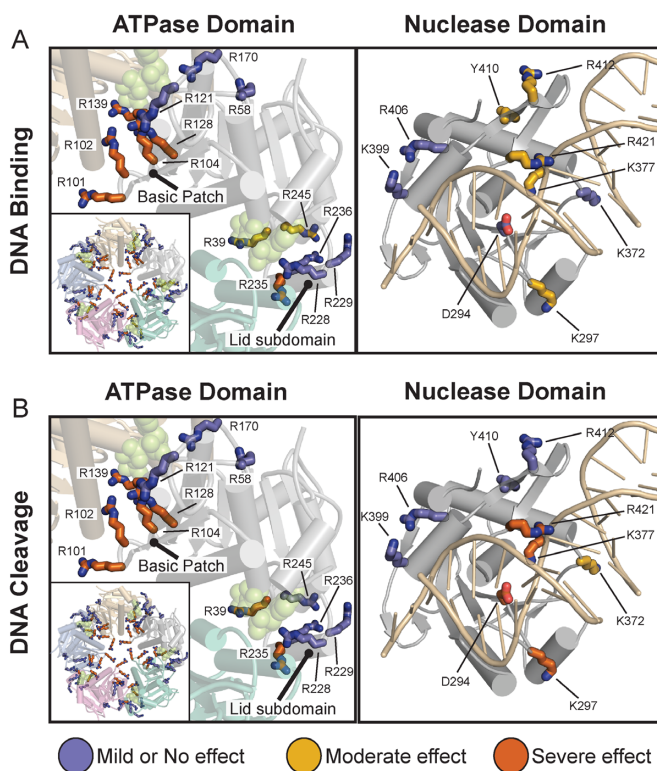 A
ATPase Domain
Nuclease Domain
DNA Binding
R170
R139
R121
R58
R128
R102
R104
R101
Basic Patch
R245
R236
R39
R235
R229
R228
Lid subdomain
Y410
R412
R406
R421
K399
K377
K372
D294
K297
B
ATPase Domain
Nuclease Domain
DNA Cleavage
R170
R139
R121
R58
R128
R102
R104
R101
Basic Patch
R245
R236
R39
R235
R229
R228
Lid subdomain
Y410
R412
R406
R421
K399
K377
K372
D294
K297
Mild or No effect
Moderate effect
Severe effect